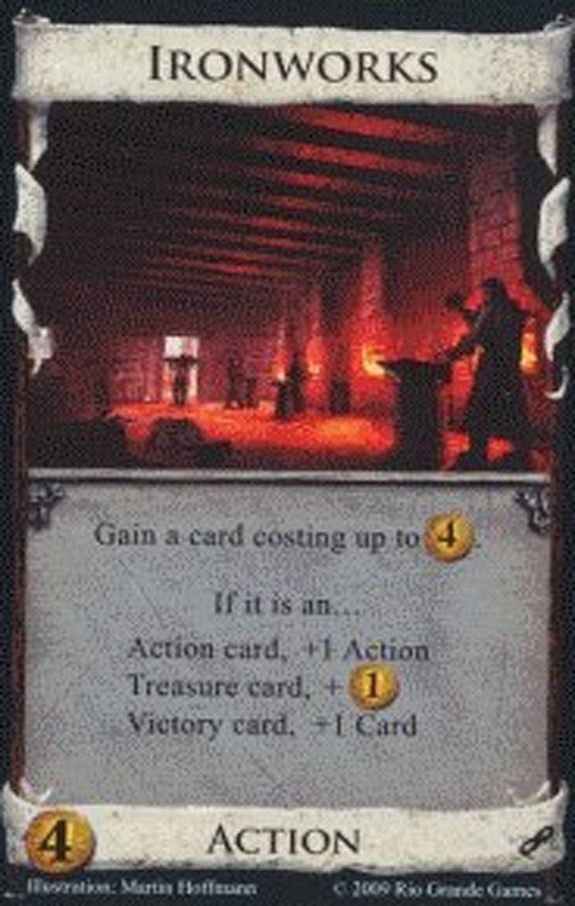 IRONWORKS
Gain a card costing up to 4.
If it is an...
Action card, +1 Action
Treasure card, + 1
Victory card, +1 Card
4 ACTION
Illustration: Martin Hoffmann © 2009 Rio Grande Games